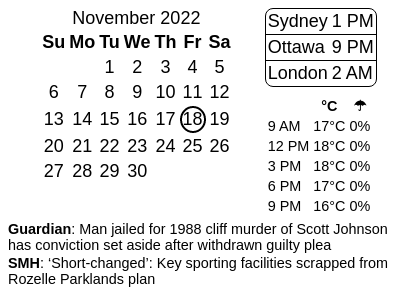 November 2022
Su Mo Tu We Th Fr Sa
1 2 3 4 5
6 7 8 9 10 11 12
13 14 15 16 17 18 19
20 21 22 23 24 25 26
27 28 29 30
Sydney 1 PM
Ottawa 9 PM
London 2 AM
°C ☂
9 AM 17°C 0%
12 PM 18°C 0%
3 PM 18°C 0%
6 PM 17°C 0%
9 PM 16°C 0%
Guardian: Man jailed for 1988 cliff murder of Scott Johnson
has conviction set aside after withdrawn guilty plea
SMH: ‘Short-changed’: Key sporting facilities scrapped from
Rozelle Parklands plan